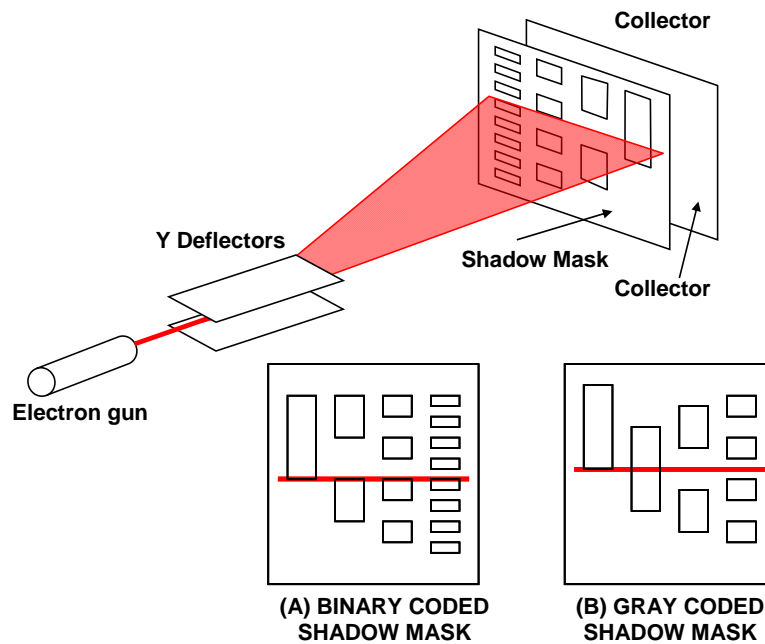 Collector
Y Deflectors
Shadow Mask
Collector
Electron gun
(A) BINARY CODED
SHADOW MASK
(B) GRAY CODED
SHADOW MASK